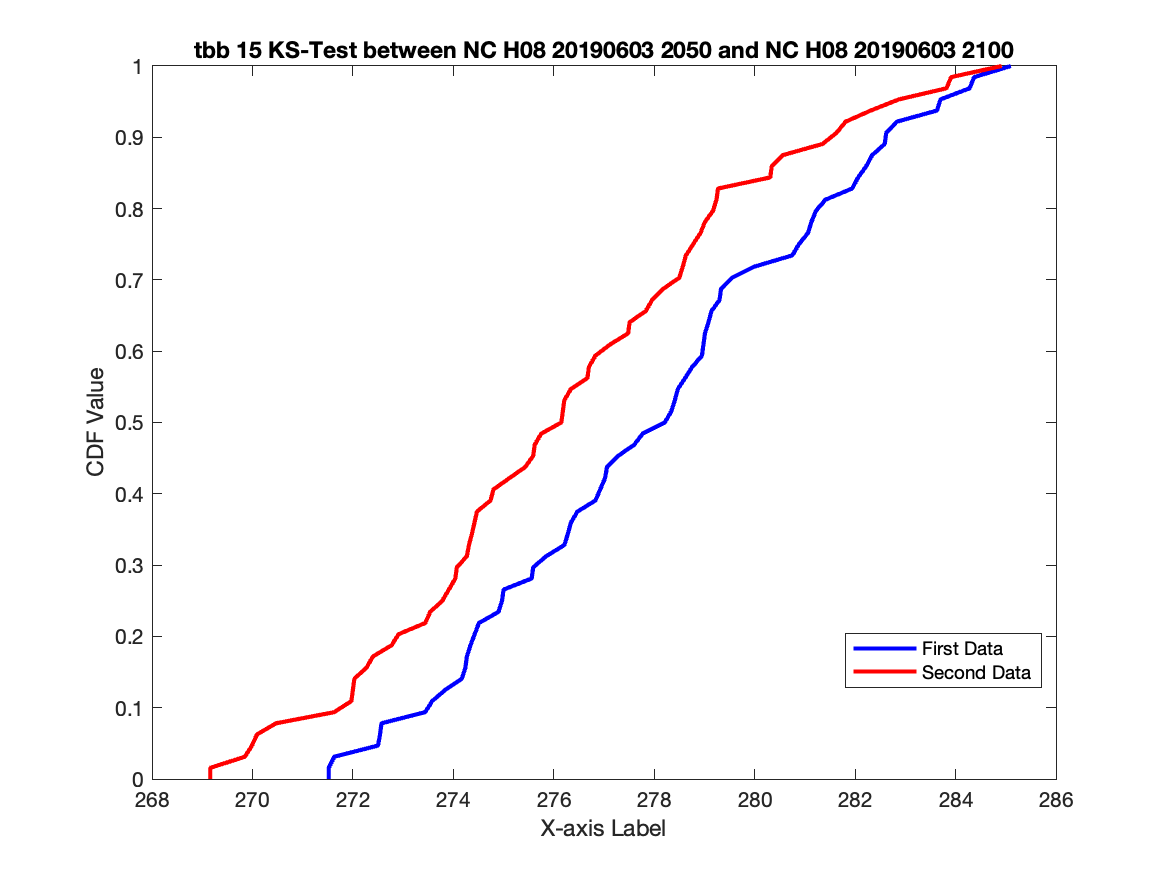 tbb 15 KS-Test between NC H08 20190603 2050 and NC H08 20190603 2100
1
0.9
0.8
0.7
0.6
0.5
0.4
0.3
0.2
0.1
0
CDF Value
First Data
Second Data
268 270 272 274 276 278 280 282 284 286
X-axis Label